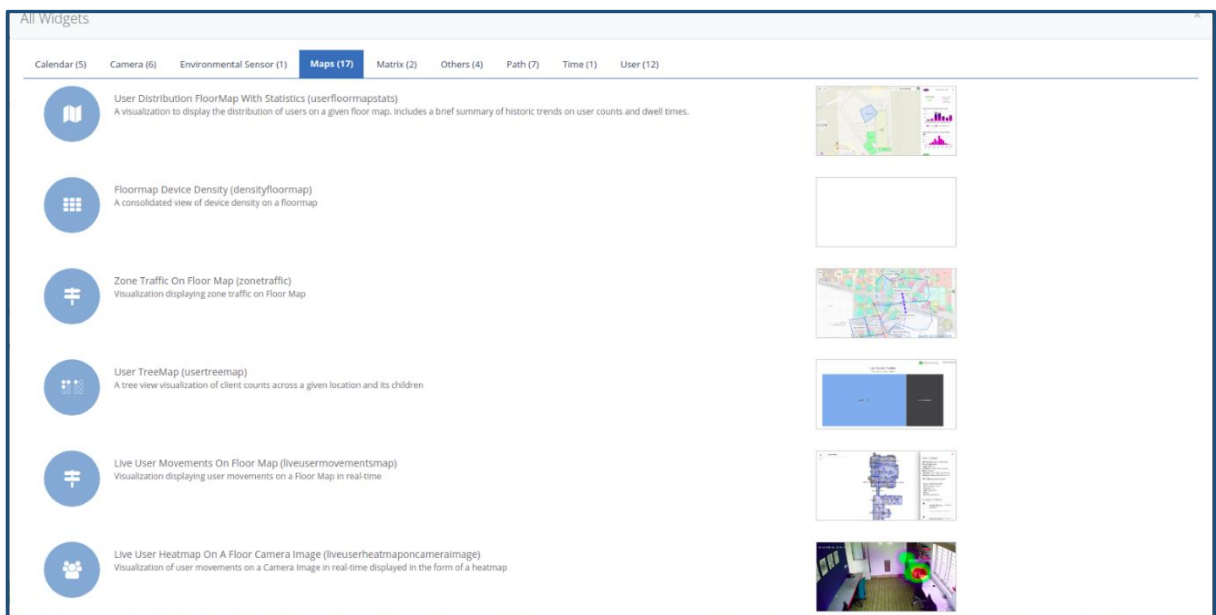 All Widgets
×
Calendar (5) Camera (6) Environmental Sensor (1) Maps (17) Matrix (2) Others (4) Path (7) Time (1) User (12)
User Distribution FloorMap With Statistics (userfloormapstats)
A visualization to display the distribution of users on a given floor map. Includes a brief summary of historic trends on user counts and dwell times.
Floormap Device Density (densityfloormap)
A consolidated view of device density on a floormap
Zone Traffic On Floor Map (zonetraffic)
Visualization displaying zone traffic on Floor Map
User TreeMap (usertreemap)
A tree view visualization of client counts across a given location and its children
Live User Movements On Floor Map (liveusermovementsmap)
Visualization displaying user movements on a Floor Map in real-time
Live User Heatmap On A Floor Camera Image (liveuserheatmaponcameraimage)
Visualization of user movements on a Camera Image in real-time displayed in the form of a heatmap